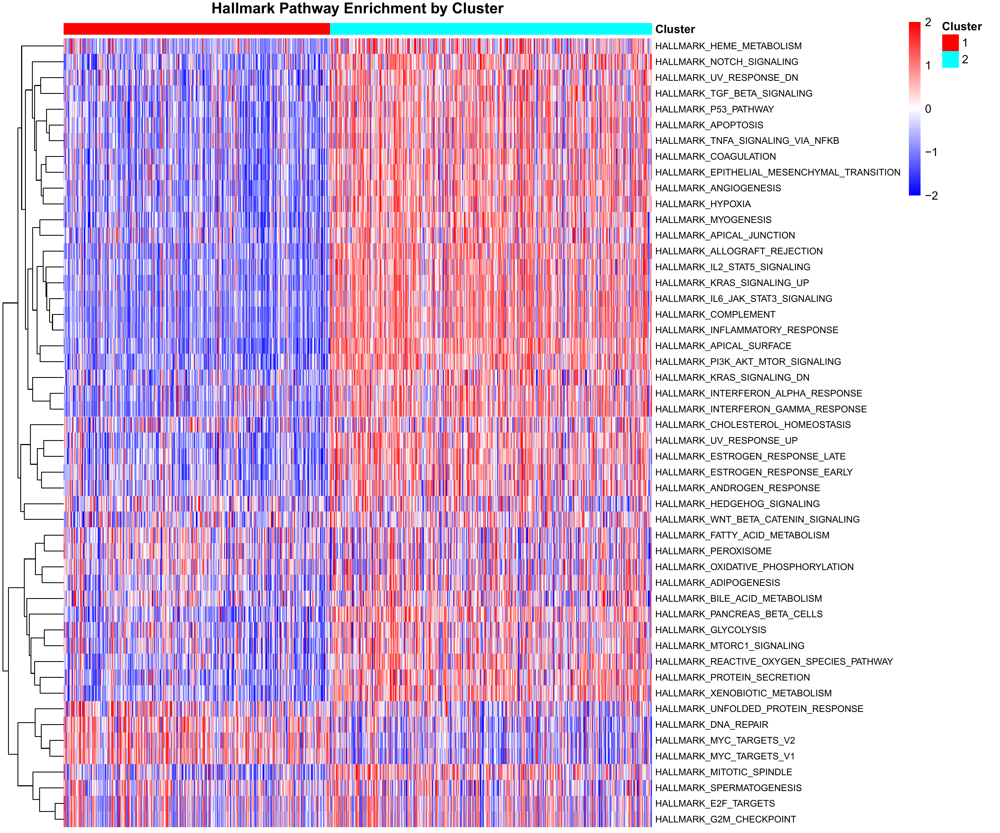 Hallmark Pathway Enrichment by Cluster
Cluster
HALLMARK_HEME_METABOLISM
HALLMARK_NOTCH_SIGNALING
HALLMARK_UV_RESPONSE_DN
HALLMARK_TGF_BETA_SIGNALING
HALLMARK_P53_PATHWAY
HALLMARK_APOPTOSIS
HALLMARK_TNFA_SIGNALING_VIA_NFKB
HALLMARK_COAGULATION
HALLMARK_EPITHELIAL_MESENCHYMAL_TRANSITION
HALLMARK_ANGIOGENESIS
HALLMARK_HYPOXIA
HALLMARK_MYOGENESIS
HALLMARK_APICAL_JUNCTION
HALLMARK_ALLOGRAFT_REJECTION
HALLMARK_IL2_STAT5_SIGNALING
HALLMARK_KRAS_SIGNALING_UP
HALLMARK_IL6_JAK_STAT3_SIGNALING
HALLMARK_COMPLEMENT
HALLMARK_INFLAMMATORY_RESPONSE
HALLMARK_APICAL_SURFACE
HALLMARK_PI3K_AKT_MTOR_SIGNALING
HALLMARK_KRAS_SIGNALING_DN
HALLMARK_INTERFERON_ALPHA_RESPONSE
HALLMARK_INTERFERON_GAMMA_RESPONSE
HALLMARK_CHOLESTEROL_HOMEOSTASIS
HALLMARK_UV_RESPONSE_UP
HALLMARK_ESTROGEN_RESPONSE_LATE
HALLMARK_ESTROGEN_RESPONSE_EARLY
HALLMARK_ANDROGEN_RESPONSE
HALLMARK_HEDGEHOG_SIGNALING
HALLMARK_WNT_BETA_CATENIN_SIGNALING
HALLMARK_FATTY_ACID_METABOLISM
HALLMARK_PEROXISOME
HALLMARK_OXIDATIVE_PHOSPHORYLATION
HALLMARK_ADIPOGENESIS
HALLMARK_BILE_ACID_METABOLISM
HALLMARK_PANCREAS_BETA_CELLS
HALLMARK_GLYCOLYSIS
HALLMARK_MTORC1_SIGNALING
HALLMARK_REACTIVE_OXYGEN_SPECIES_PATHWAY
HALLMARK_PROTEIN_SECRETION
HALLMARK_XENOBIOTIC_METABOLISM
HALLMARK_UNFOLDED_PROTEIN_RESPONSE
HALLMARK_DNA_REPAIR
HALLMARK_MYC_TARGETS_V2
HALLMARK_MYC_TARGETS_V1
HALLMARK_MITOTIC_SPINDLE
HALLMARK_SPERMATOGENESIS
HALLMARK_E2F_TARGETS
HALLMARK_G2M_CHECKPOINT
2
1
0
−1
−2
Cluster
1
2